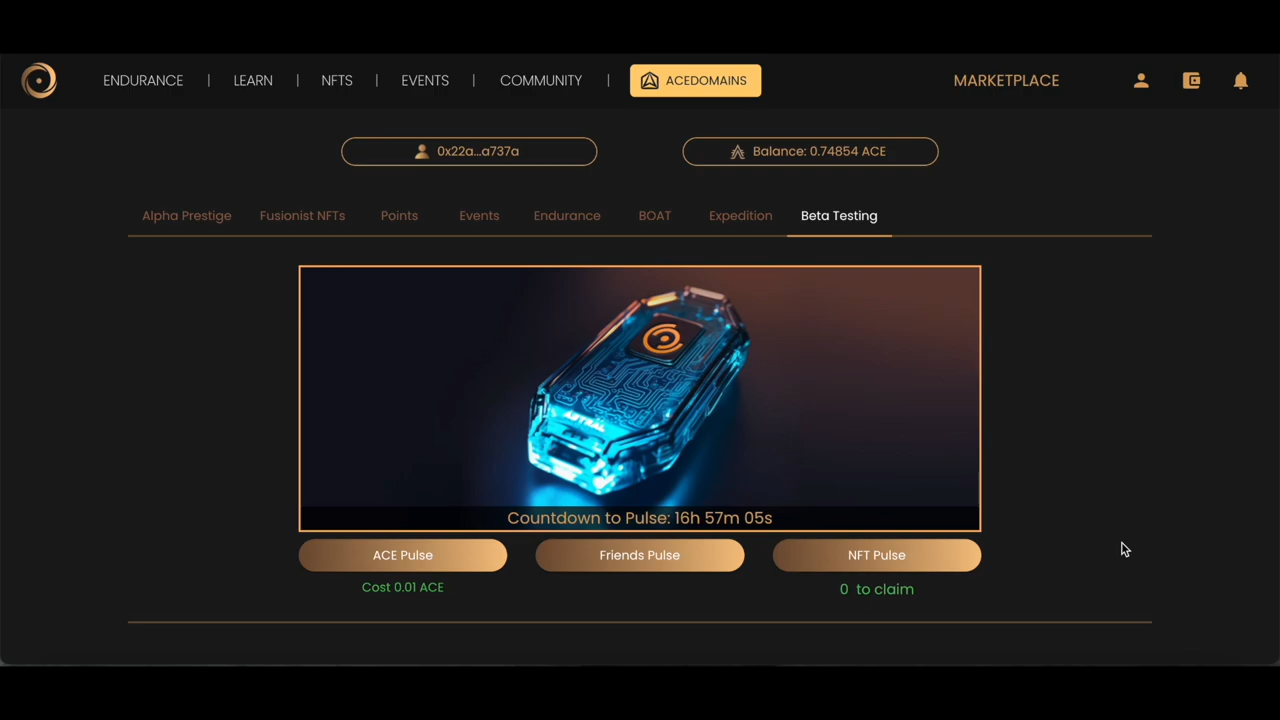 ENDURANCE | LEARN | NFTS | EVENTS | COMMUNITY | ACEDOMAINS MARKETPLACE
0x22a...a737a Balance: 0.74854 ACE
Alpha Prestige Fusionist NFTs Points Events Endurance BOAT Expedition Beta Testing
ASTRAL
Countdown to Pulse: 16h 57m 05s
ACE Pulse Friends Pulse NFT Pulse
Cost 0.01 ACE 0 to claim